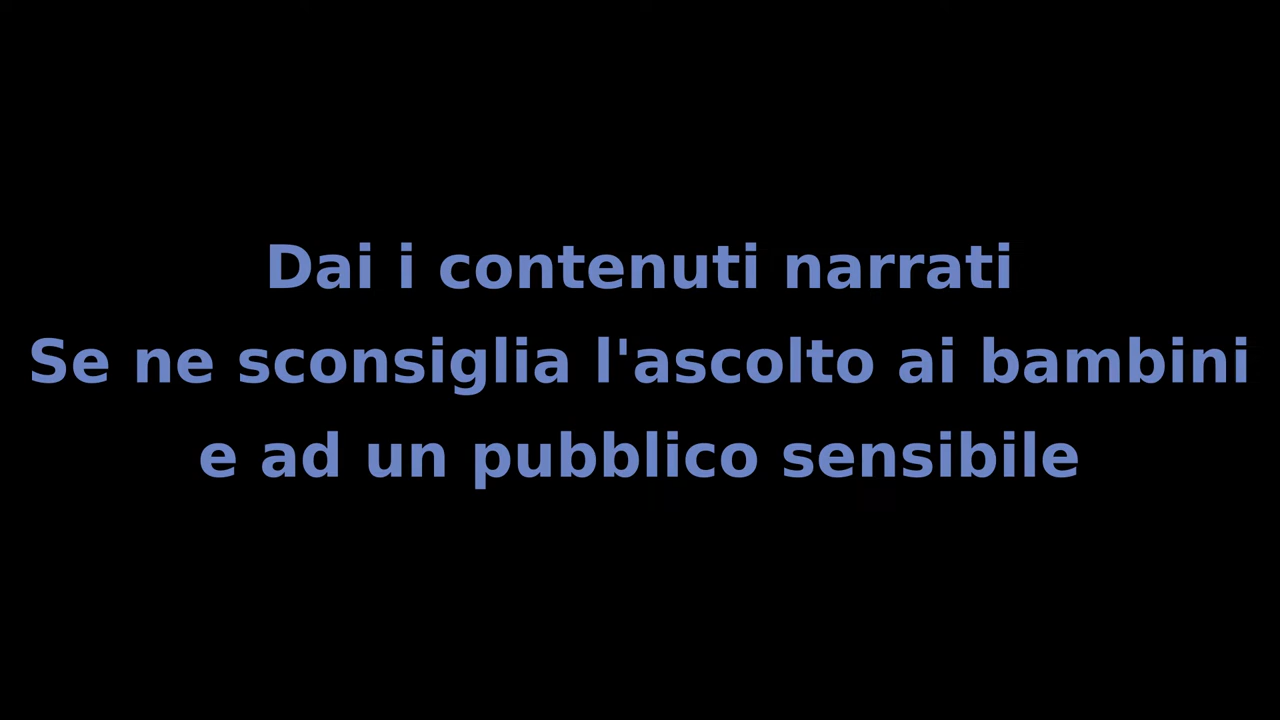 Dai i contenuti narrati
Se ne sconsiglia l'ascolto ai bambini
e ad un pubblico sensibile